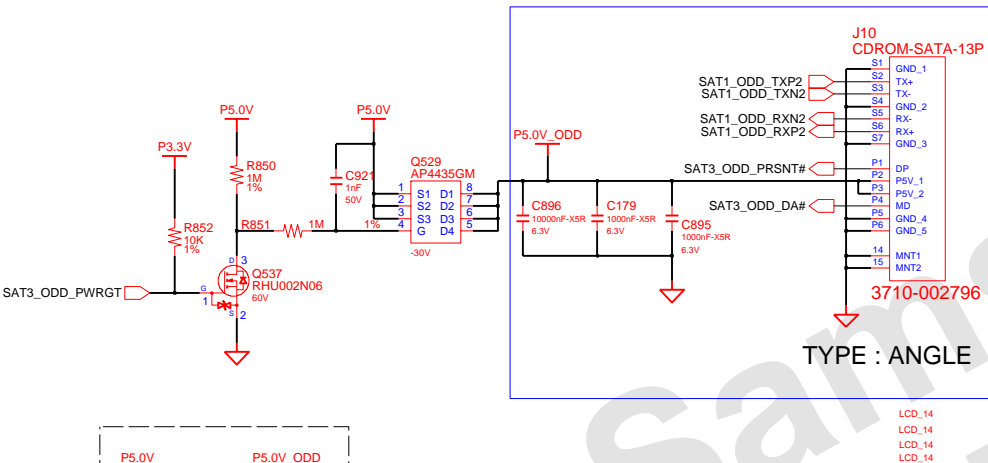 J10
CDROM-SATA-13P
S1 GND_1
SAT1_ODD_TXP2 S2 TX+
SAT1_ODD_TXN2 S3 TX-
S4 GND_2
SAT1_ODD_RXN2 S5 RX-
SAT1_ODD_RXP2 S6 RX+
S7 GND_3
SAT3_ODD_PRSNT# P1 DP
P2 P5V_1
P3 P5V_2
SAT3_ODD_DA# P4 MD
P5 GND_4
P6 GND_5
14 MNT1
15 MNT2
3710-002796
TYPE : ANGLE
P5.0V
P5.0V
P5.0V_ODD
P3.3V
R850
1M
1%
C921
1nF
50V
Q529
AP4435GM
1 S1 D1 8
2 S2 D2 7
3 S3 D3 6
4 G D4 5
-30V
R852
10K
1%
R851 1M 1%
C896
10000nF-X5R
6.3V
C179
1000nF-X5R
6.3V
C895
1000nF-X5R
6.3V
SAT3_ODD_PWRGT
D 3
G
1
S 2
Q537
RHU002N06
60V
LCD_14
LCD_14
LCD_14
LCD_14
P5.0V P5.0V_ODD
Sams